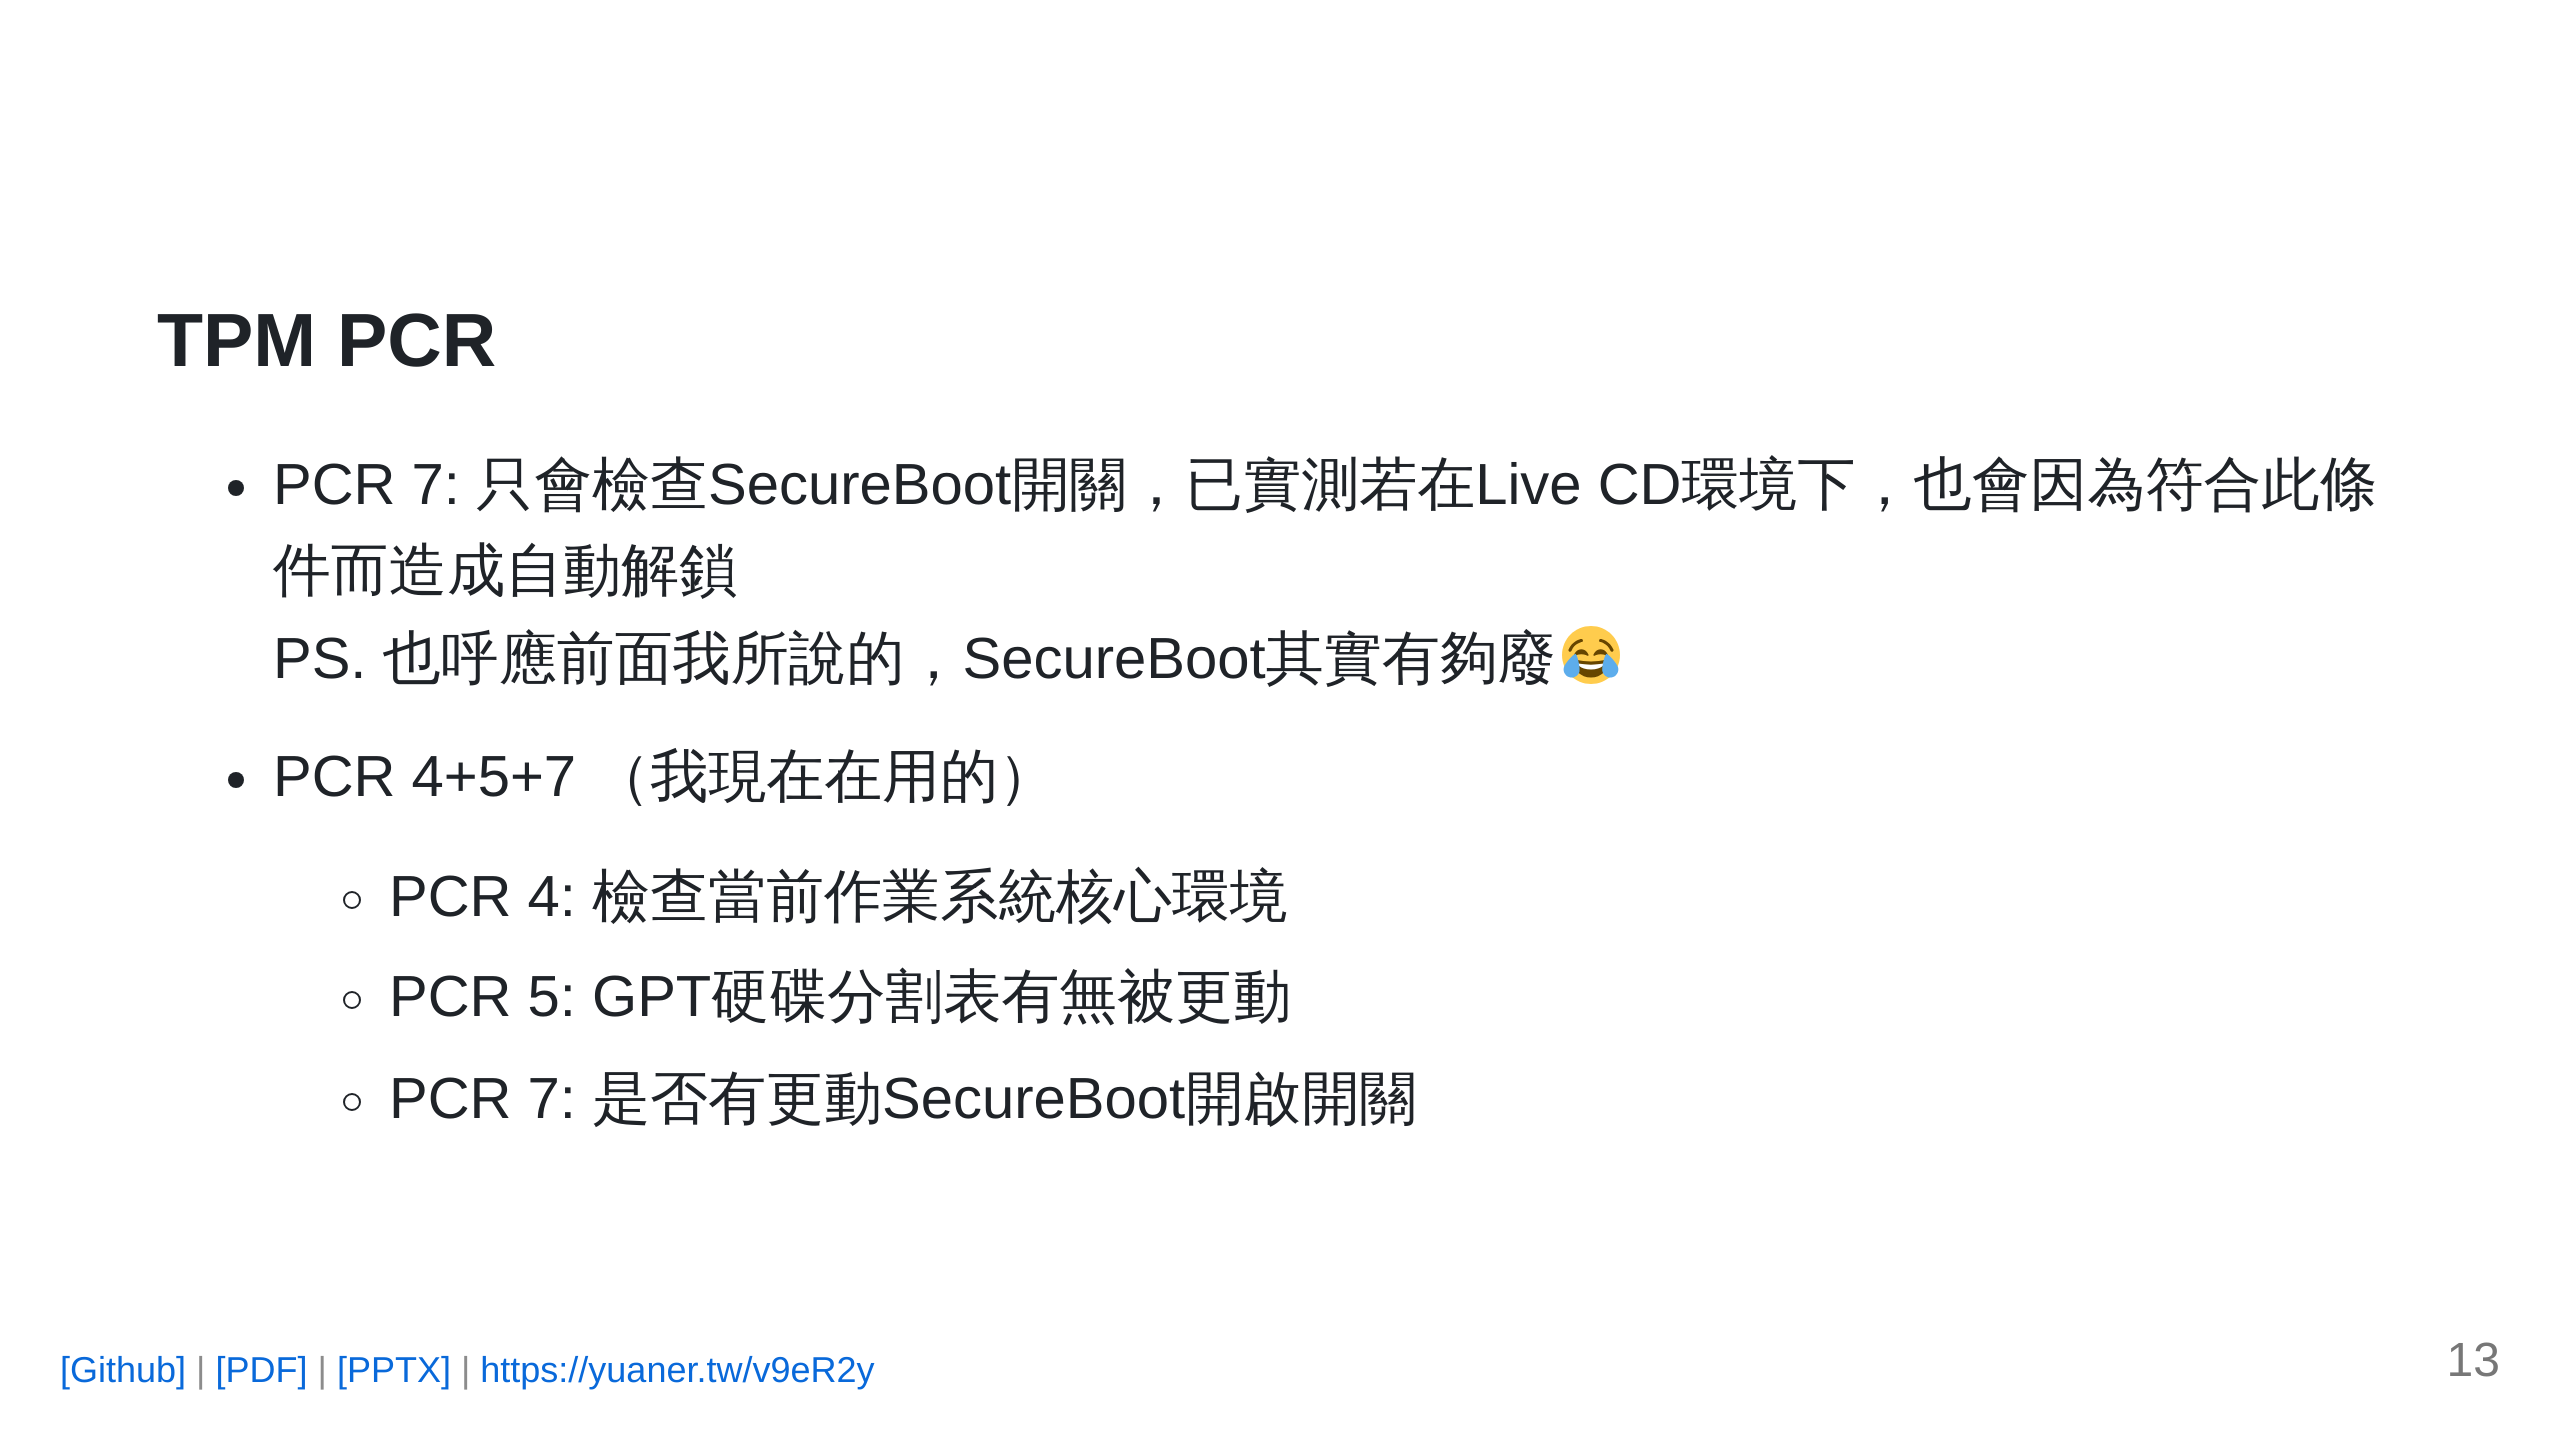 TPM PCR
• PCR 7: 只會檢查SecureBoot開關，已實測若在Live CD環境下，也會因為符合此條
件而造成自動解鎖
PS. 也呼應前面我所說的，SecureBoot其實有夠廢😂
• PCR 4+5+7 （我現在在用的）
◦ PCR 4: 檢查當前作業系統核心環境
◦ PCR 5: GPT硬碟分割表有無被更動
◦ PCR 7: 是否有更動SecureBoot開啟開關
[Github] | [PDF] | [PPTX] | https://yuaner.tw/v9eR2y
13